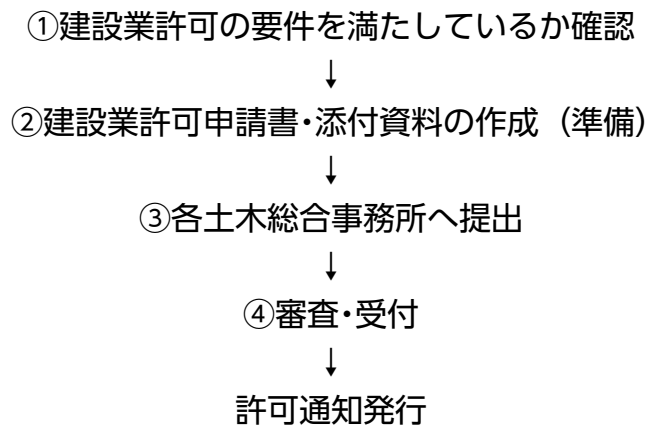 ①建設業許可の要件を満たしているか確認
↓
②建設業許可申請書・添付資料の作成（準備）
↓
③各土木総合事務所へ提出
↓
④審査・受付
↓
許可通知発行